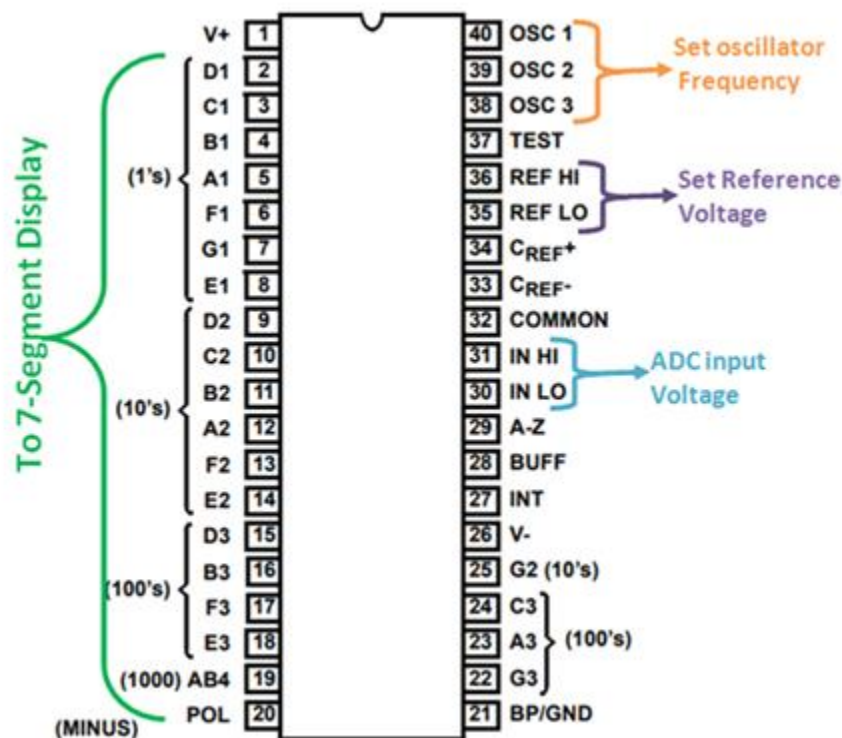 V+ 1 40 OSC 1
D1 2 39 OSC 2
C1 3 38 OSC 3
B1 4 37 TEST
(1's) A1 5 36 REF HI
F1 6 35 REF LO
G1 7 34 CREF+
E1 8 33 CREF-
D2 9 32 COMMON
C2 10 31 IN HI
B2 11 30 IN LO
(10's) A2 12 29 A-Z
F2 13 28 BUFF
E2 14 27 INT
D3 15 26 V-
B3 16 25 G2 (10's)
(100's)
F3 17 24 C3
E3 18 23 A3 (100's)
(1000) AB4 19 22 G3
POL 20 21 BP/GND
(MINUS)
To 7-Segment Display
Set oscillator
Frequency
Set Reference
Voltage
ADC input
Voltage